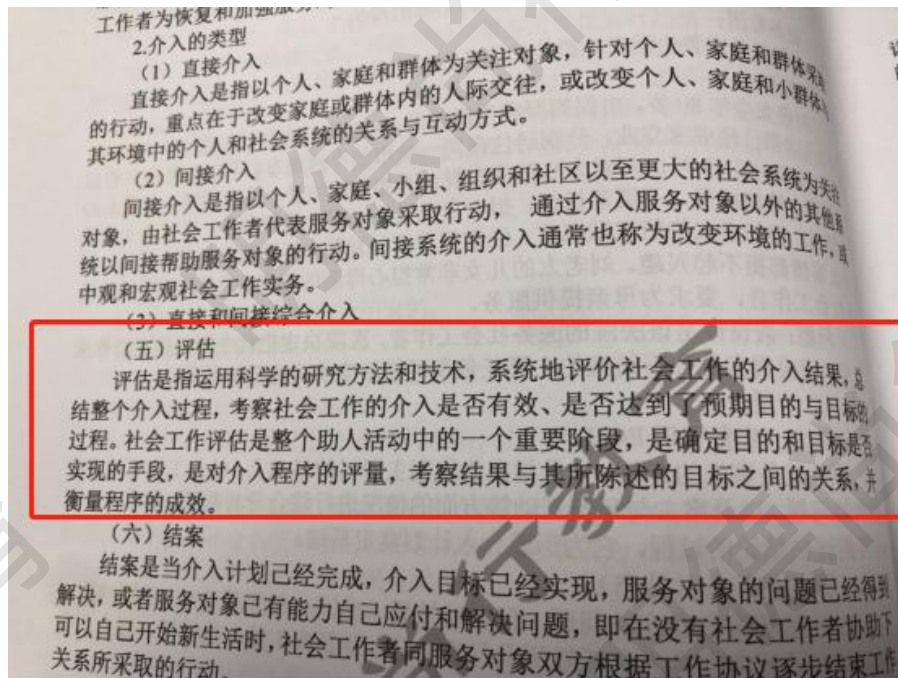 工作者为恢复和加强服务
2.介入的类型
（1）直接介入
直接介入是指以个人、家庭和群体为关注对象，针对个人、家庭和群体采取
的行动，重点在于改变家庭或群体内的人际交往，或改变个人、家庭和小群体与
其环境中的个人和社会系统的关系与互动方式。
（2）间接介入
间接介入是指以个人、家庭、小组、组织和社区以至更大的社会系统为关注
对象，由社会工作者代表服务对象采取行动， 通过介入服务对象以外的其他系
统以间接帮助服务对象的行动。间接系统的介入通常也称为改变环境的工作，或
中观和宏观社会工作实务。
（3）直接和间接综合介入
（五）评估
评估是指运用科学的研究方法和技术，系统地评价社会工作的介入结果，总
结整个介入过程，考察社会工作的介入是否有效、是否达到了预期目的与目标的
过程。社会工作评估是整个助人活动中的一个重要阶段，是确定目的和目标是否
实现的手段，是对介入程序的评量，考察结果与其所陈述的目标之间的关系，并
衡量程序的成效。
（六）结案
结案是当介入计划已经完成，介入目标已经实现，服务对象的问题已经得到
解决，或者服务对象已有能力自己应付和解决问题，即在没有社会工作者协助下
可以自己开始新生活时，社会工作者同服务对象双方根据工作协议逐步结束工作
关系所采取的行动。